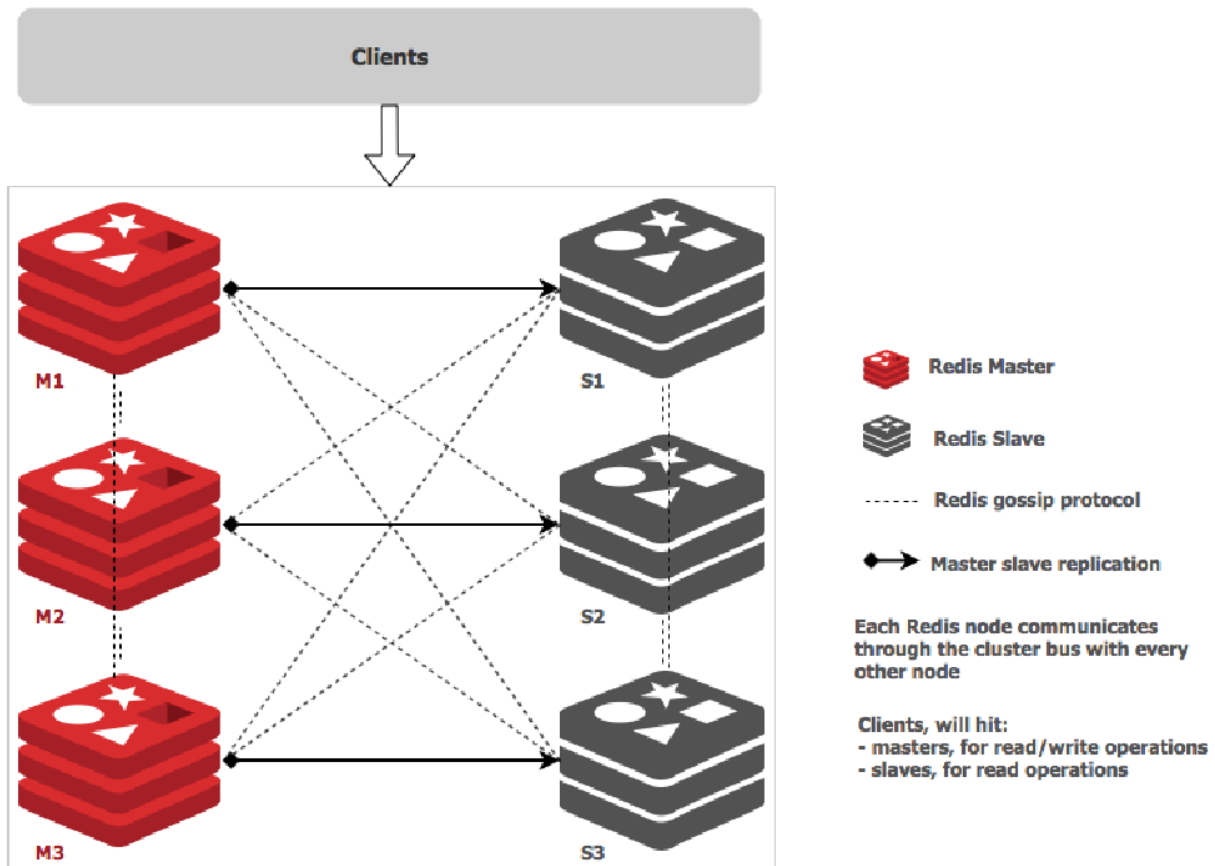 Clients
M1
S1
M2
S2
M3
S3
Redis Master
Redis Slave
Redis gossip protocol
Master slave replication
Each Redis node communicates
through the cluster bus with every
other node
Clients, will hit:
- masters, for read/write operations
- slaves, for read operations